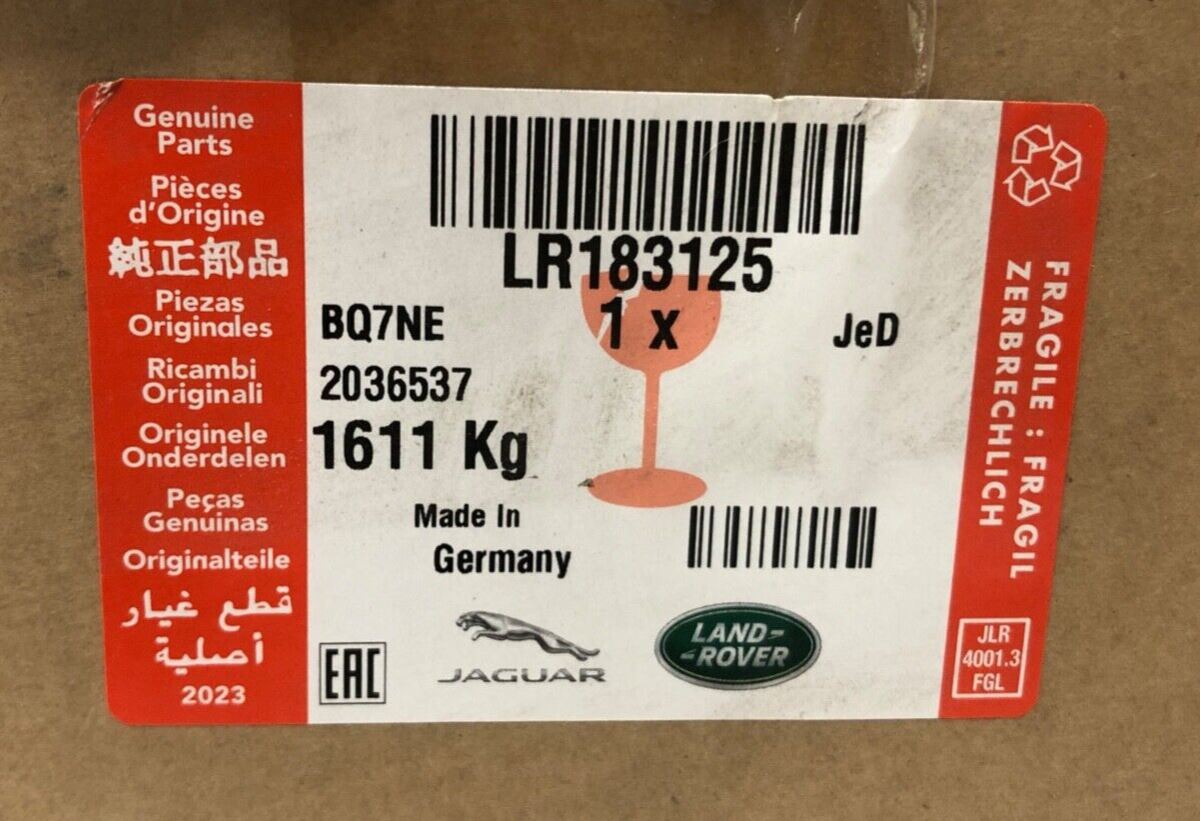 Genuine
Parts
Pièces
d'Origine
純正部品
Piezas
Originales
Ricambi
Originali
Originele
Onderdelen
Peças
Genuinas
Originalteile
قطع غيار
أصلية
2023
LR183125
BQ7NE
1 x
JeD
2036537
1611 Kg
Made In
Germany
EAC
JAGUAR
LAND-
-ROVER
FRAGILE : FRAGIL
ZERBRECHLICH
JLR
4001.3
FGL